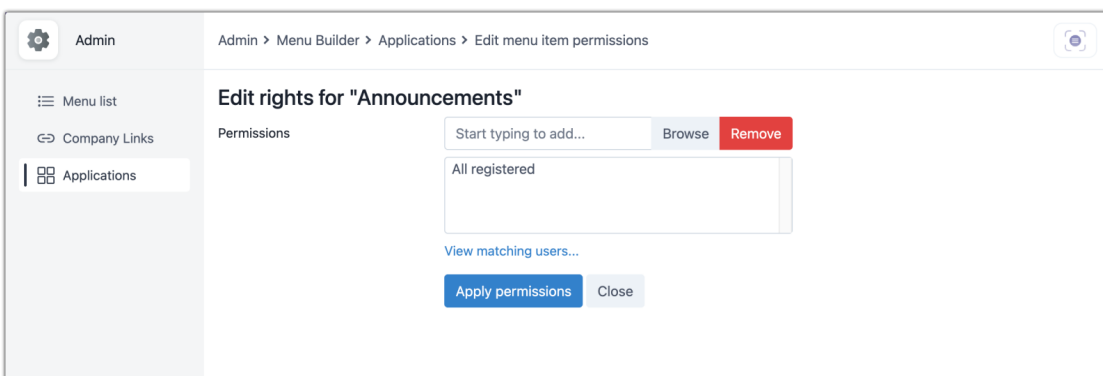 Admin
Admin > Menu Builder > Applications > Edit menu item permissions
Menu list
Company Links
Applications
Edit rights for "Announcements"
Permissions
Start typing to add...
Browse
Remove
All registered
View matching users...
Apply permissions
Close